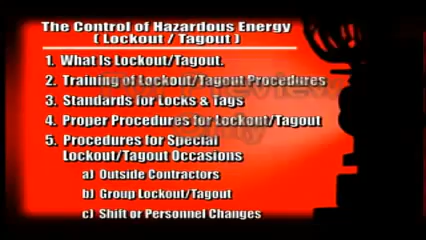 The Control of Hazardous Energy
( Lockout / Tagout )
1. What is Lockout/Tagout.
2. Training of Lockout/Tagout Procedures
3. Standards for Locks & Tags
4. Proper Procedures for Lockout/Tagout
5. Procedures for Special
Lockout/Tagout Occasions
a) Outside Contractors
b) Group Lockout/Tagout
c) Shift or Personnel Changes